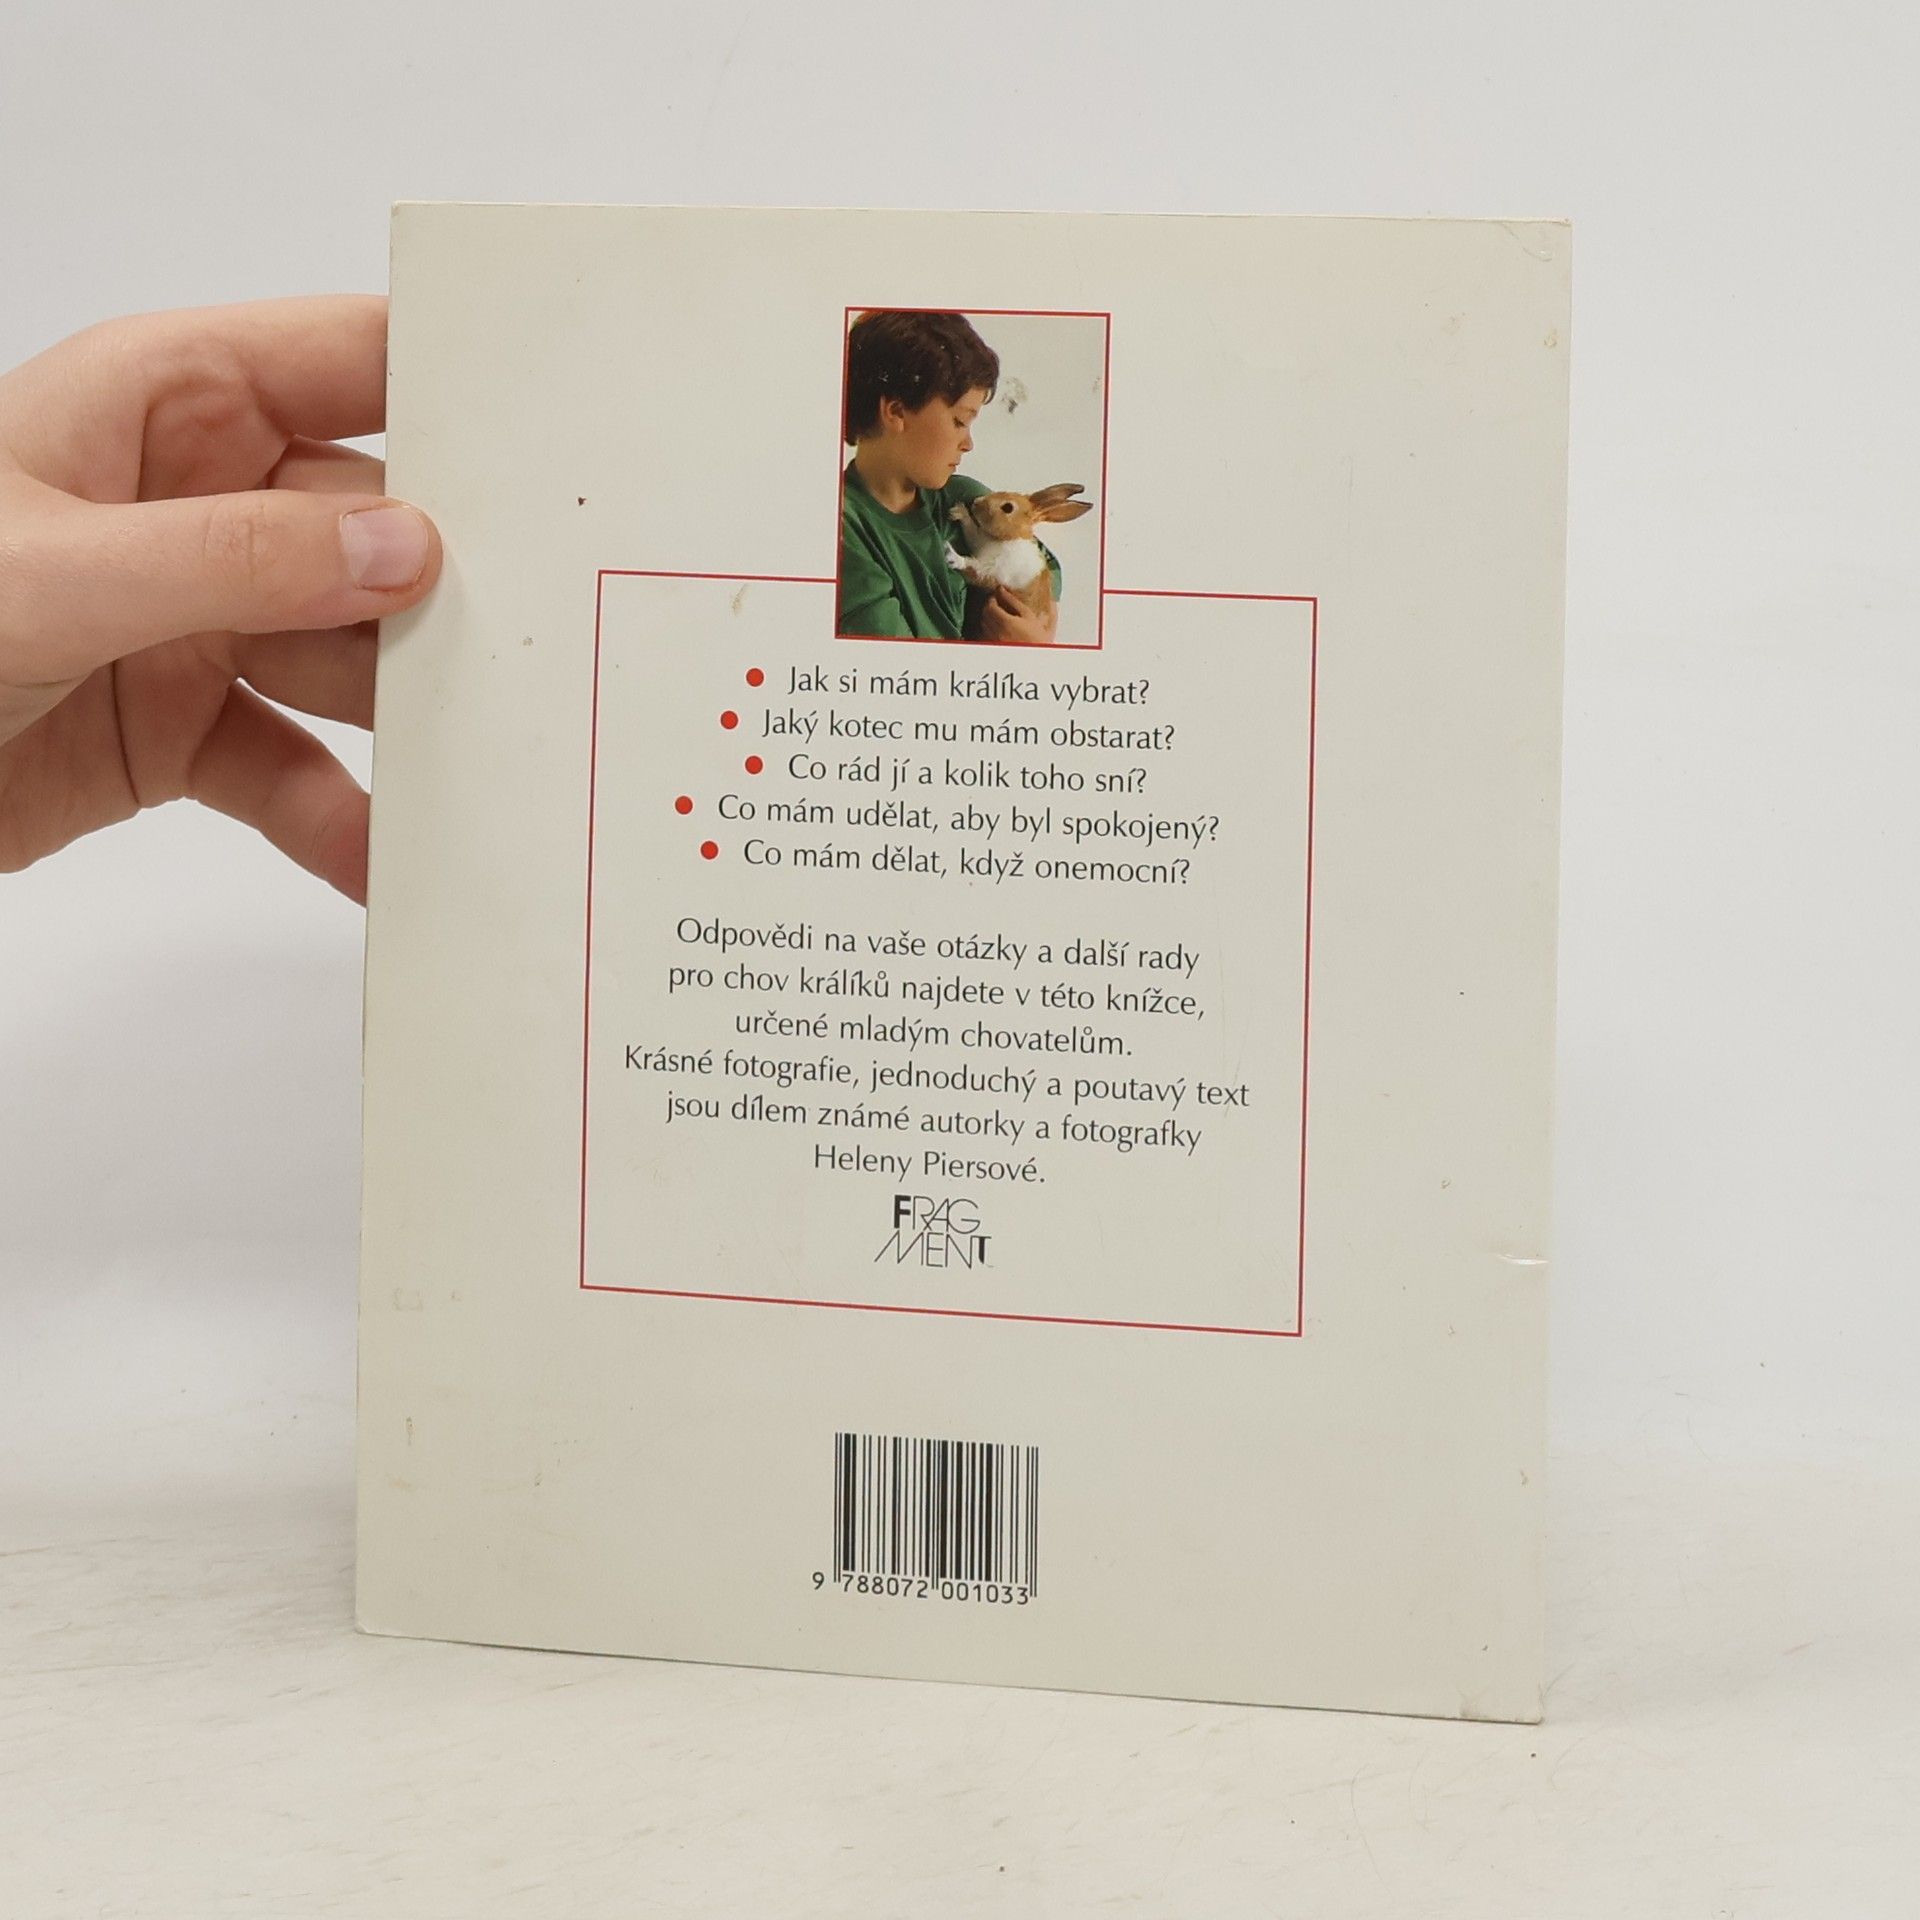 • Jak si mám králíka vybrat?
• Jaký kotec mu mám obstarat?
• Co rád jí a kolik toho sní?
• Co mám udělat, aby byl spokojený?
• Co mám dělat, když onemocní?
Odpovědi na vaše otázky a další rady
pro chov králíků najdete v této knížce,
určené mladým chovatelům.
Krásné fotografie, jednoduchý a poutavý text
jsou dílem známé autorky a fotografky
Heleny Piersové.
FRAG
MENT
9 788072 001033